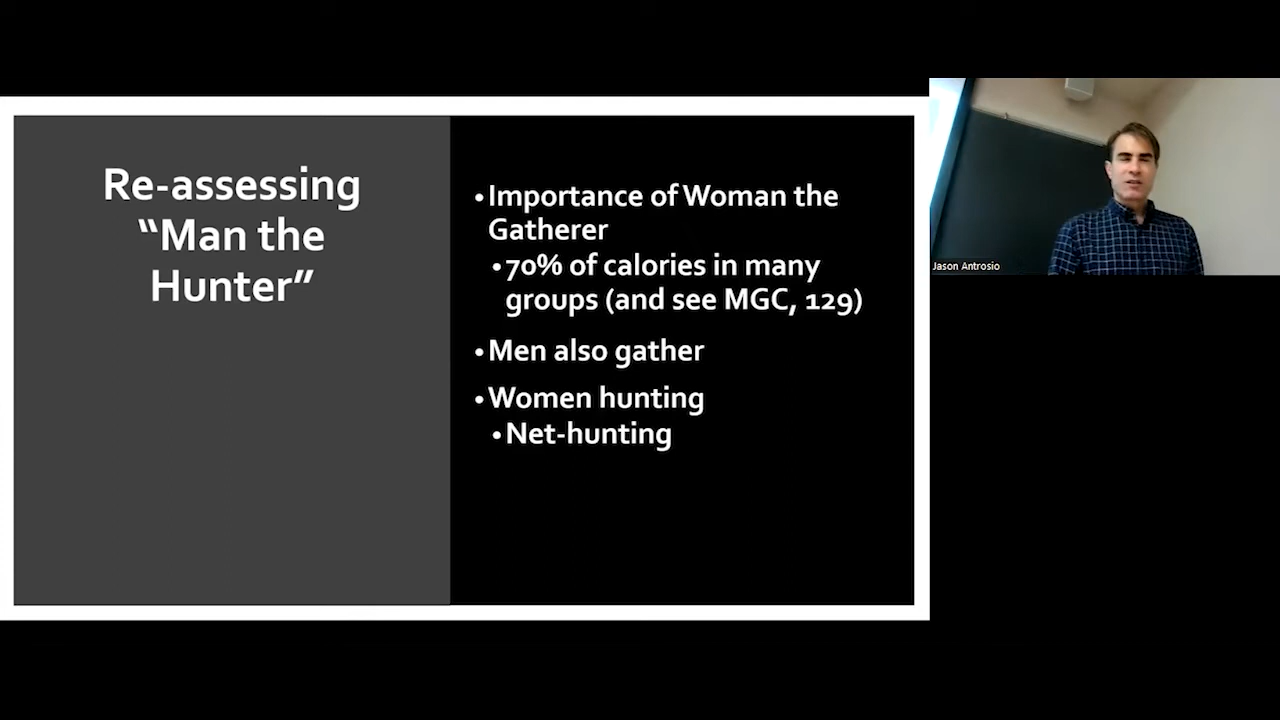 Re-assessing
“Man the
Hunter”
•Importance of Woman the
Gatherer
•70% of calories in many
groups (and see MGC, 129)
•Men also gather
•Women hunting
•Net-hunting
Jason Antrosio